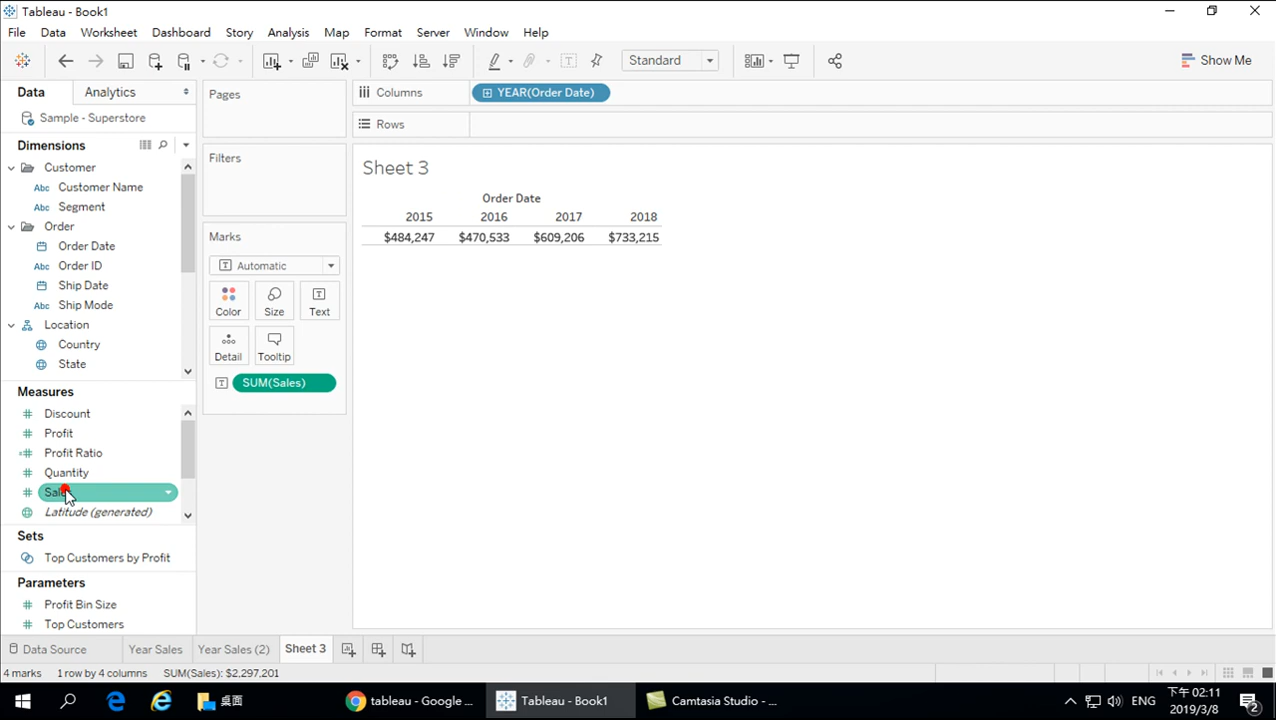 Tableau - Book1
File Data Worksheet Dashboard Story Analysis Map Format Server Window Help
Standard
Show Me
Data Analytics
Sample - Superstore
Dimensions
Customer
Abc Customer Name
Abc Segment
Order
Order Date
Abc Order ID
Ship Date
Abc Ship Mode
Location
Country
State
Measures
Discount
Profit
Profit Ratio
Quantity
Latitude (generated)
Sets
Top Customers by Profit
Parameters
Profit Bin Size
Top Customers
Pages
Filters
Marks
Automatic
Color Size Text
Detail Tooltip
SUM(Sales)
Columns YEAR(Order Date)
Rows
Sheet 3
Order Date
2015 2016 2017 2018
$484,247 $470,533 $609,206 $733,215
Data Source Year Sales Year Sales (2) Sheet 3
4 marks 1 row by 4 columns SUM(Sales): $2,297,201
桌面 tableau - Google ... Tableau - Book1 Camtasia Studio - ... ENG 下午 02:11
2019/3/8 2